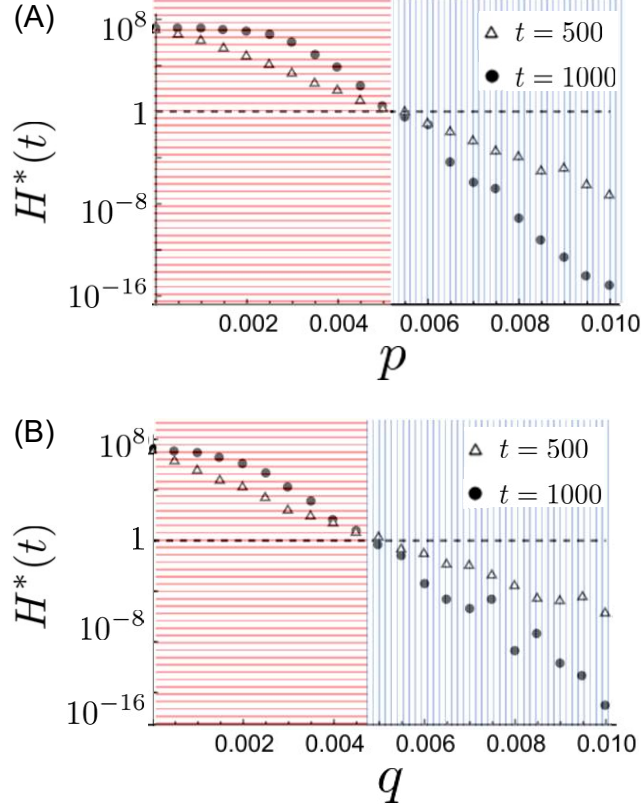 (A)
10^8
1
10^{-8}
10^{-16}
H^*(t)
△ t = 500
● t = 1000
0.002 0.004 0.006 0.008 0.010
p
(B)
10^8
1
10^{-8}
10^{-16}
H^*(t)
△ t = 500
● t = 1000
0.002 0.004 0.006 0.008 0.010
q